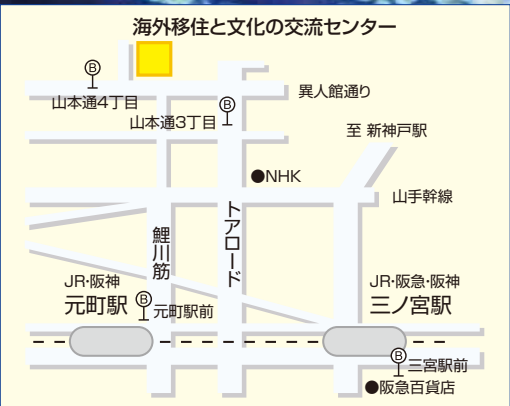 海外移住と文化の交流センター
Ⓑ
山本通4丁目
Ⓑ
山本通3丁目
異人館通り
至 新神戸駅
●NHK
山手幹線
トアロード
鯉川筋
JR・阪神
元町駅
Ⓑ
元町駅前
JR・阪急・阪神
三ノ宮駅
Ⓑ
三宮駅前
●阪急百貨店